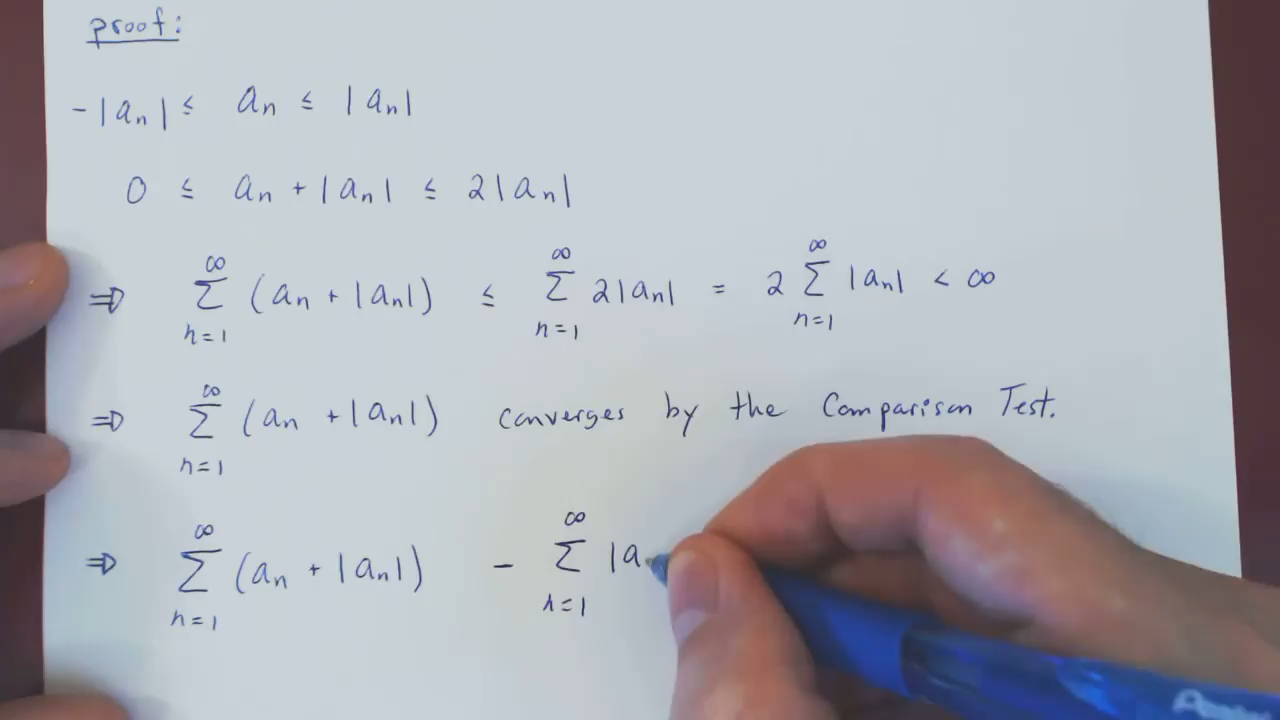 proof:
-|aₙ| ≤ aₙ ≤ |aₙ|
0 ≤ aₙ + |aₙ| ≤ 2|aₙ|
⇒ ∞∑n=1 (aₙ + |aₙ|) ≤ ∞∑n=1 2|aₙ| = 2 ∞∑n=1 |aₙ| < ∞
⇒ ∞∑n=1 (aₙ + |aₙ|) converges by the Comparison Test.
⇒ ∞∑n=1 (aₙ + |aₙ|) - ∞∑n=1 |a